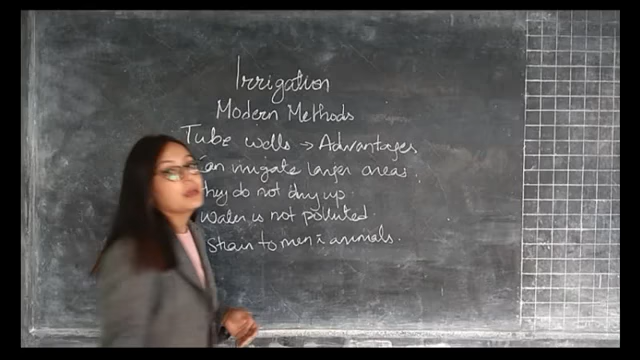 Irrigation
Modern Methods
Tube wells → Advantages
Can irrigate larger areas.
They do not dry up.
Water is not polluted
strain to men & animals.